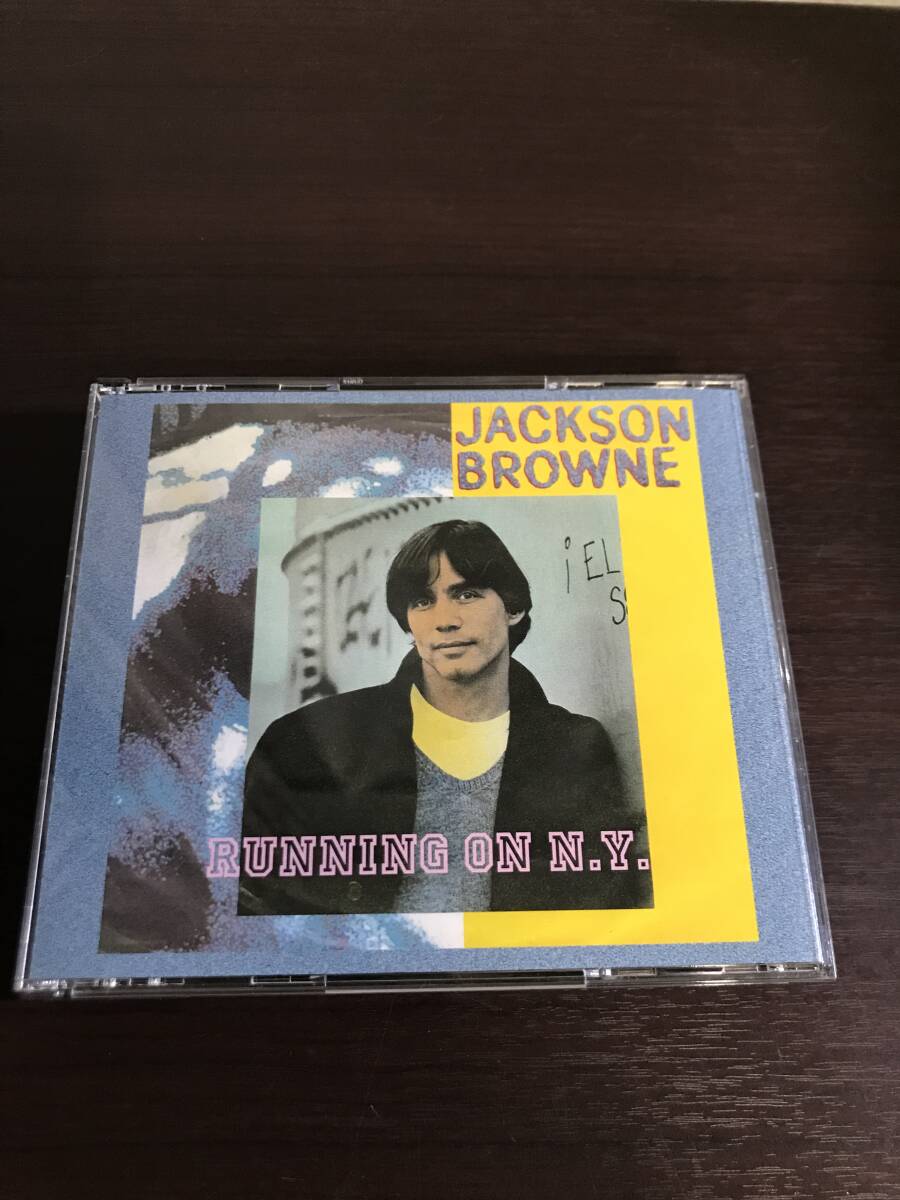 JACKSON
BROWNE
¡ EL
S
RUNNING ON N.Y.